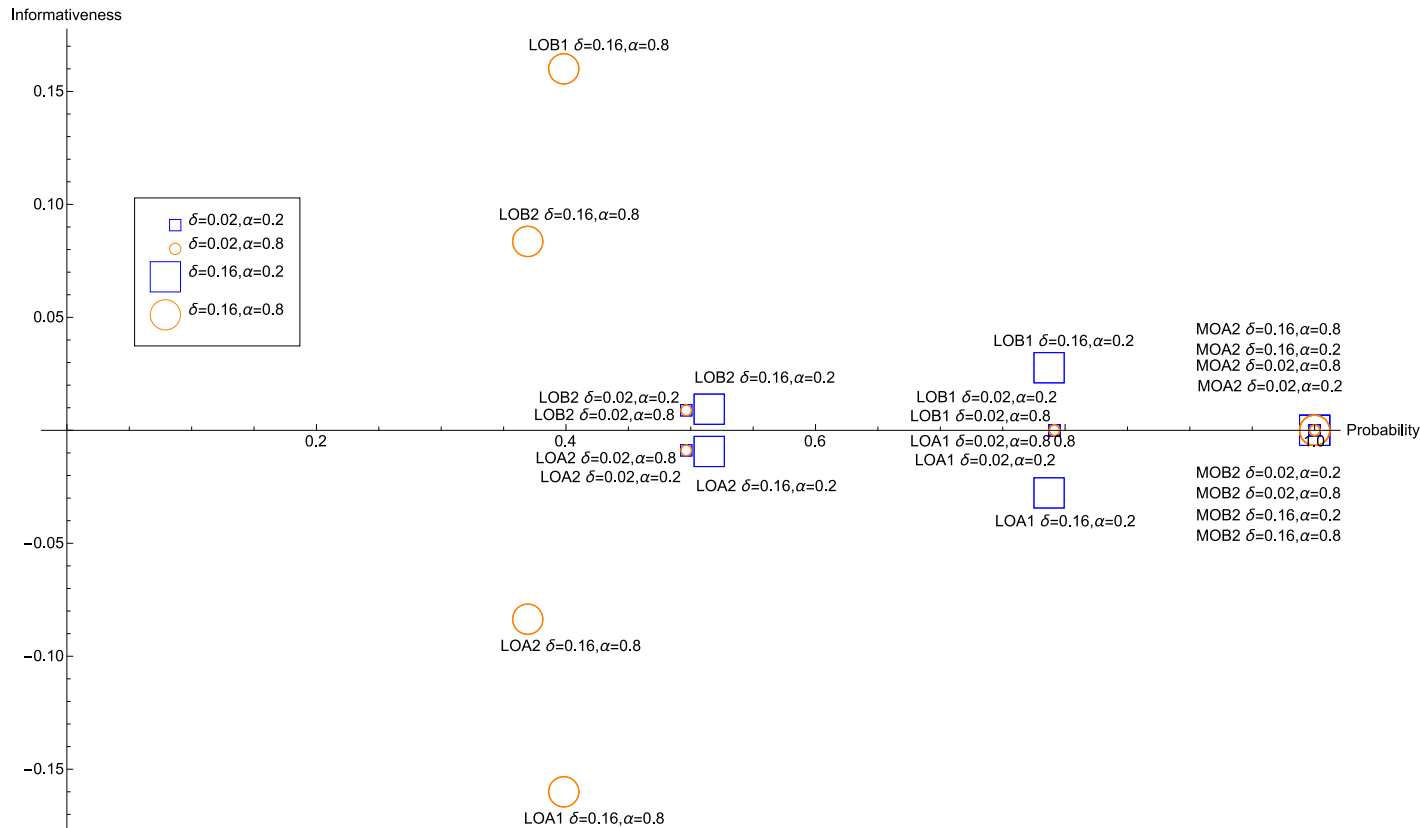 Informativeness
LOB1 δ=0.16,α=0.8
0.15
0.10
LOB2 δ=0.16,α=0.8
δ=0.02,α=0.2
δ=0.02,α=0.8
δ=0.16,α=0.2
δ=0.16,α=0.8
0.05
MOA2 δ=0.16,α=0.8
LOB1 δ=0.16,α=0.2
MOA2 δ=0.16,α=0.2
MOA2 δ=0.02,α=0.8
LOB2 δ=0.16,α=0.2
MOA2 δ=0.02,α=0.2
LOB2 δ=0.02,α=0.2
LOB1 δ=0.02,α=0.2
LOB2 δ=0.02,α=0.8
LOB1 δ=0.02,α=0.8
Probability
0.2
0.4
0.6
LOA1 δ=0.02,α=0.8
0.8
1.0
LOA2 δ=0.02,α=0.8
LOA1 δ=0.02,α=0.2
LOA2 δ=0.02,α=0.2
MOB2 δ=0.02,α=0.2
LOA2 δ=0.16,α=0.2
MOB2 δ=0.02,α=0.8
MOB2 δ=0.16,α=0.2
LOA1 δ=0.16,α=0.2
MOB2 δ=0.16,α=0.8
−0.05
LOA2 δ=0.16,α=0.8
−0.10
−0.15
LOA1 δ=0.16,α=0.8